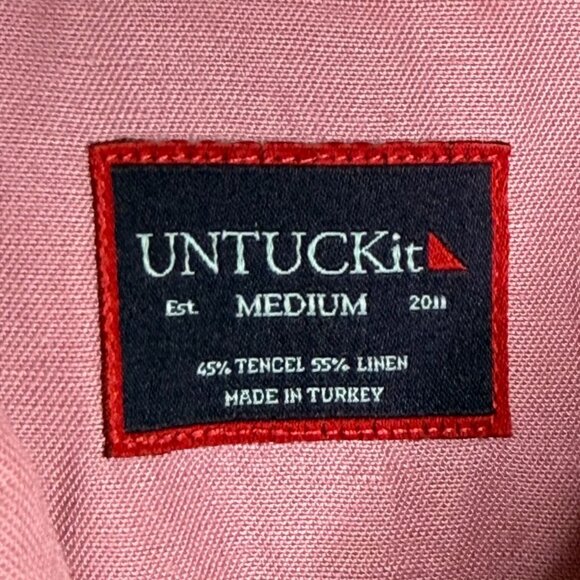 UNTUCKit
Est. MEDIUM 2011
45% TENCEL 55% LINEN
MADE IN TURKEY